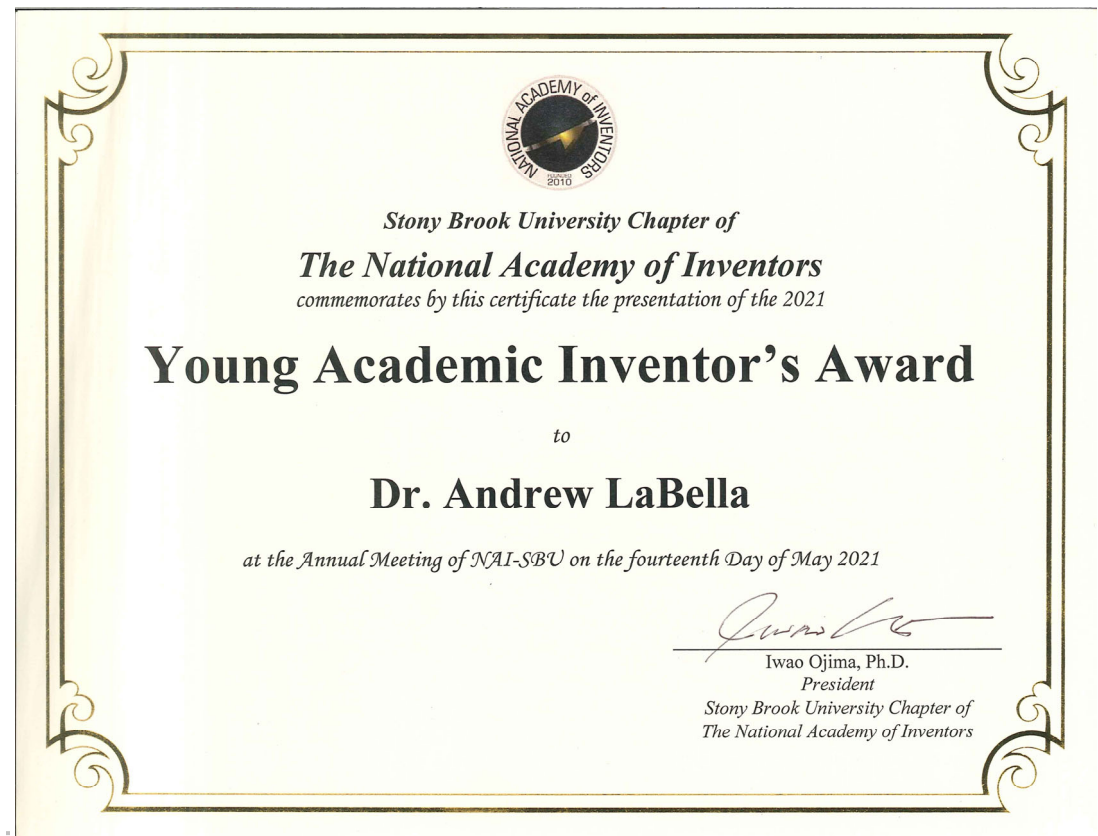 NATIONAL ACADEMY of INVENTORS
FOUNDED
2010
Stony Brook University Chapter of
The National Academy of Inventors
commemorates by this certificate the presentation of the 2021
Young Academic Inventor’s Award
to
Dr. Andrew LaBella
at the Annual Meeting of NAI-SBU on the fourteenth Day of May 2021
Iwao Ojima, Ph.D.
President
Stony Brook University Chapter of
The National Academy of Inventors